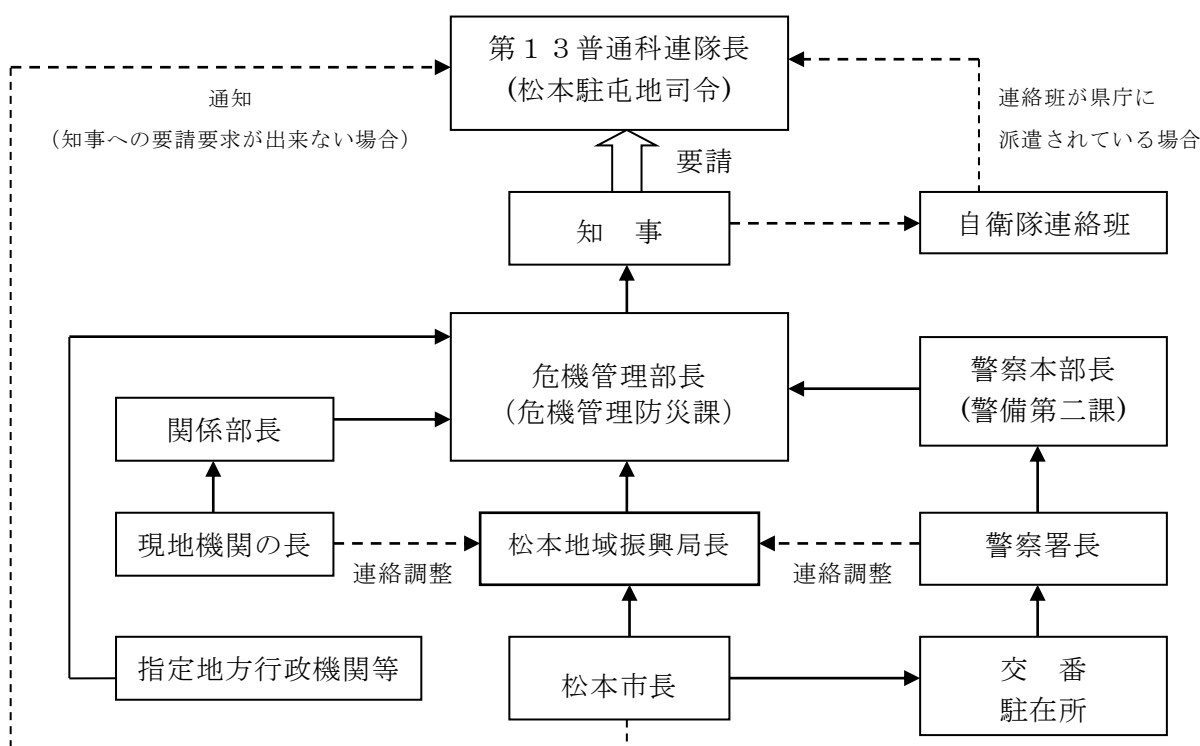 第１３普通科連隊長
(松本駐屯地司令)
通知
（知事への要請要求が出来ない場合）
連絡班が県庁に
派遣されている場合
要請
知　事
自衛隊連絡班
危機管理部長
（危機管理防災課）
警察本部長
(警備第二課)
関係部長
現地機関の長
松本地域振興局長
警察署長
連絡調整
連絡調整
指定地方行政機関等
松本市長
交　番
駐在所